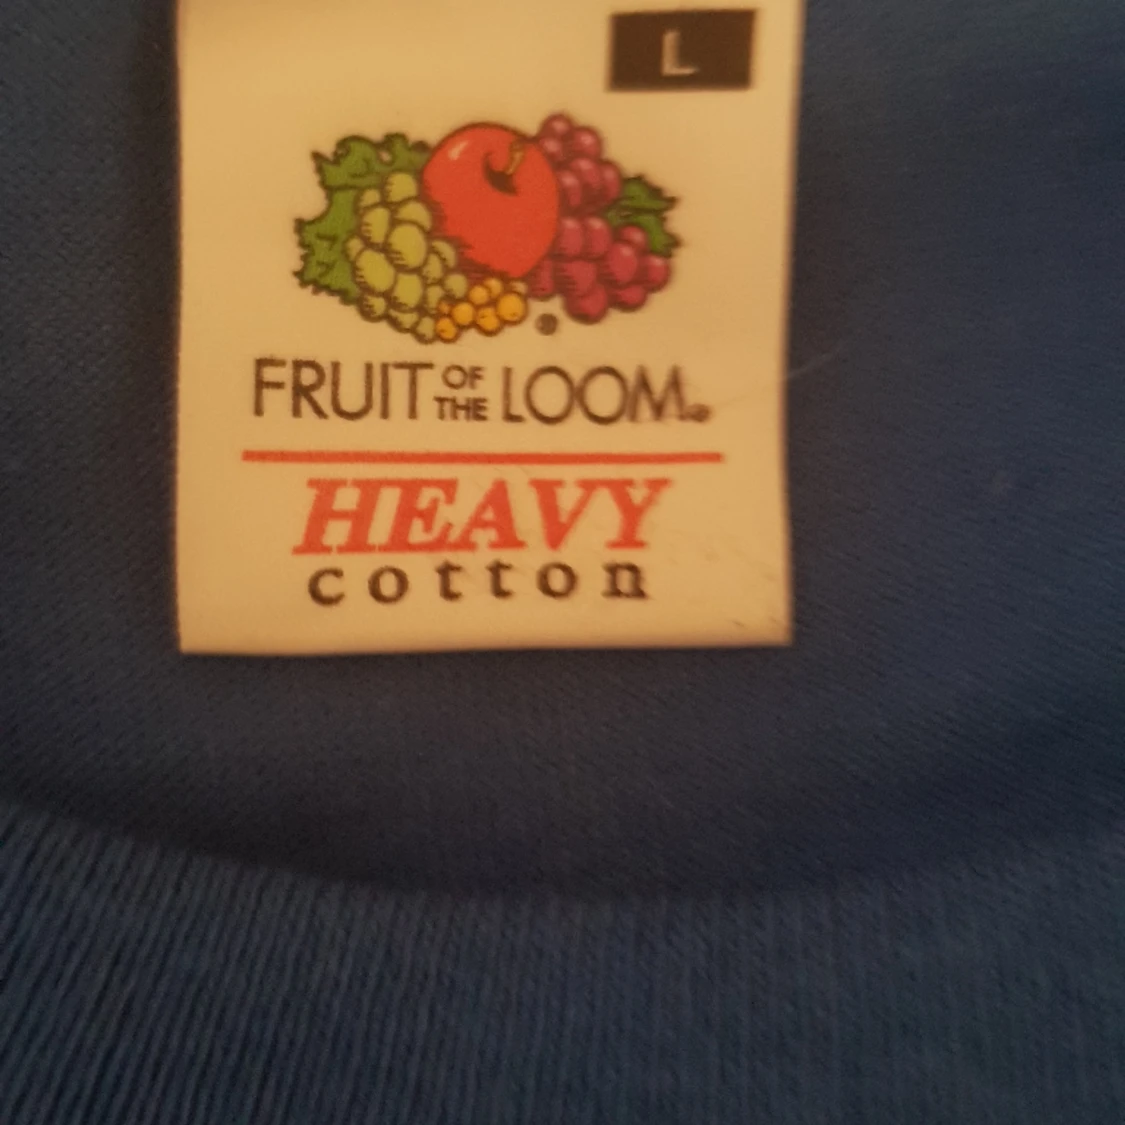 L
FRUIT OF THE LOOM®
HEAVY
cotton